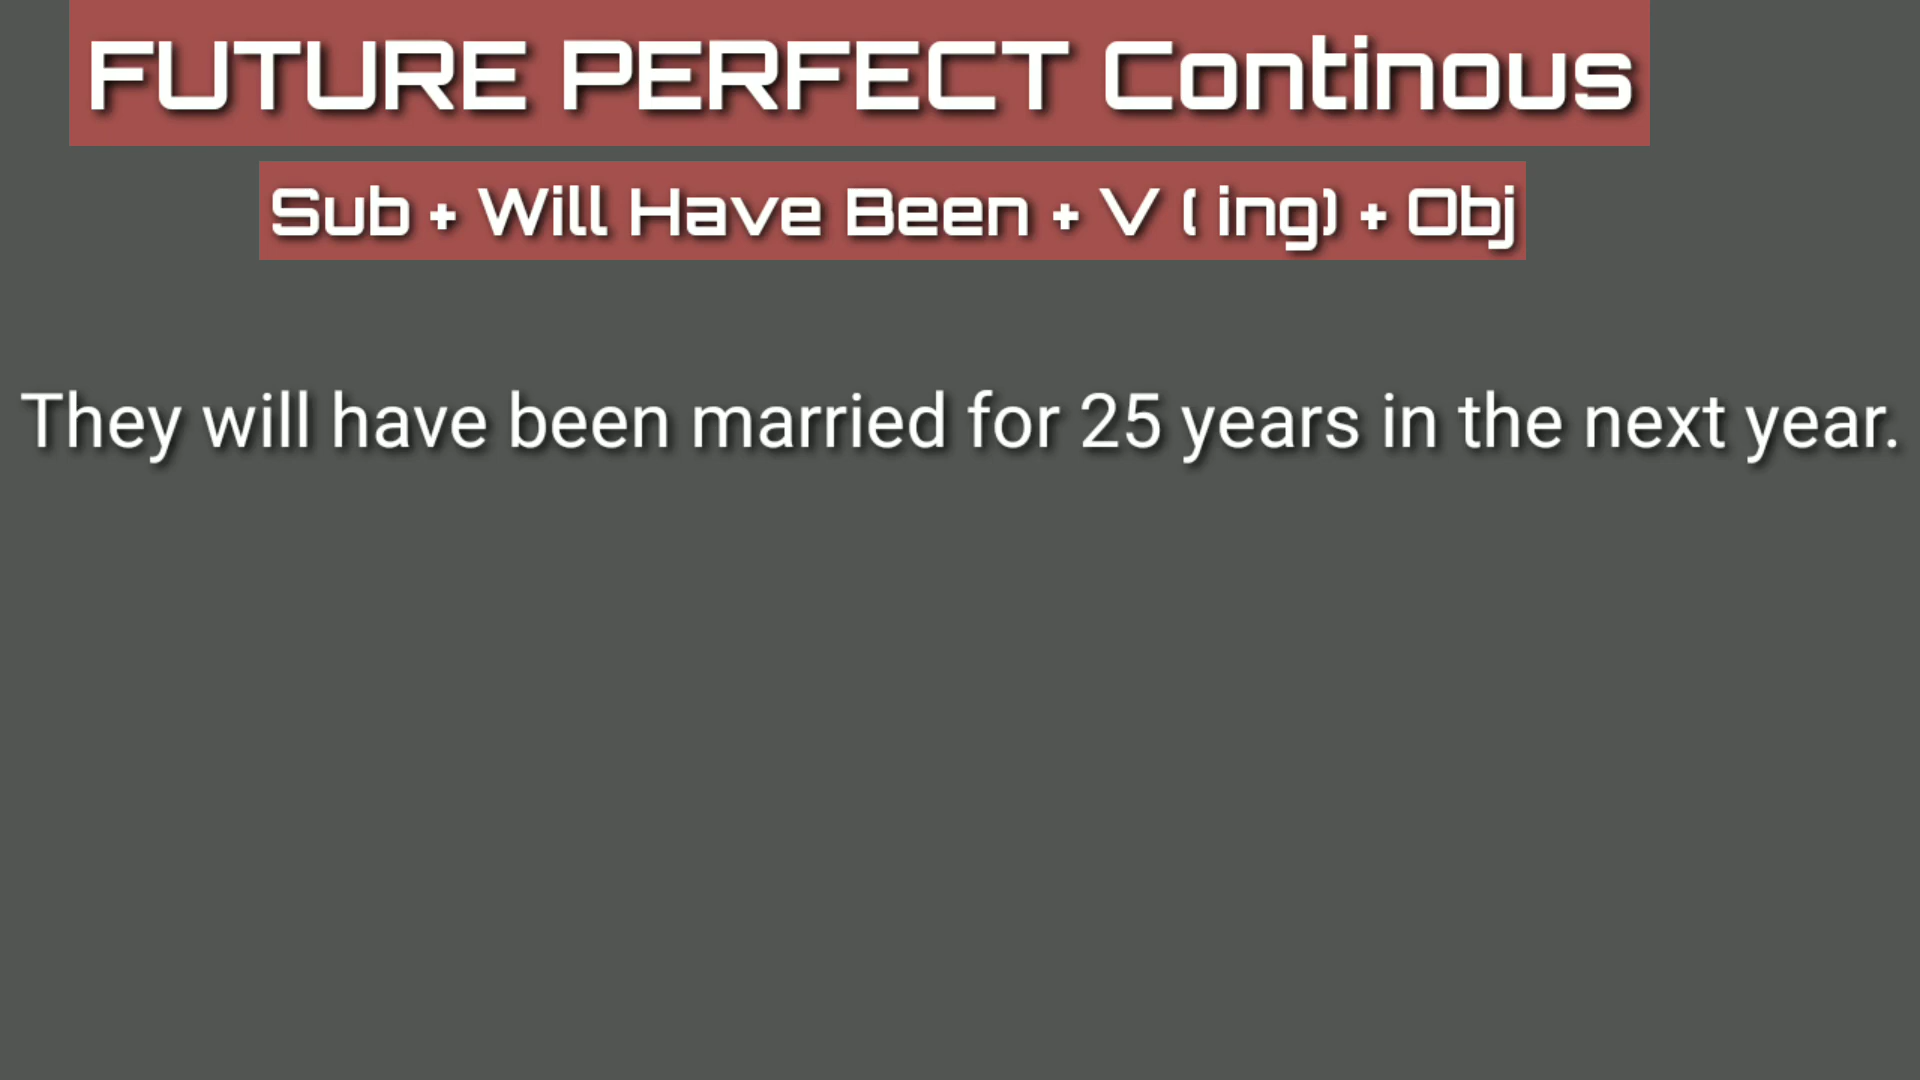 FUTURE PERFECT Continous
Sub + Will Have Been + V ( ing) + Obj
They will have been married for 25 years in the next year.